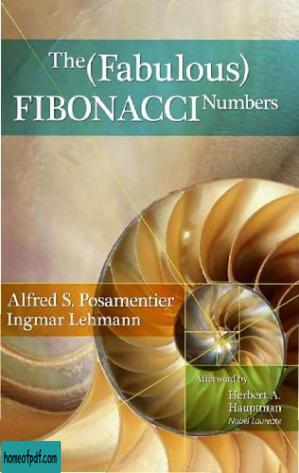 The (Fabulous)
FIBONACCI Numbers
Alfred S. Posamentier
Ingmar Lehmann
Afterword by
Herbert A.
Hauptman
Nobel Laureate
homeofpdf.com